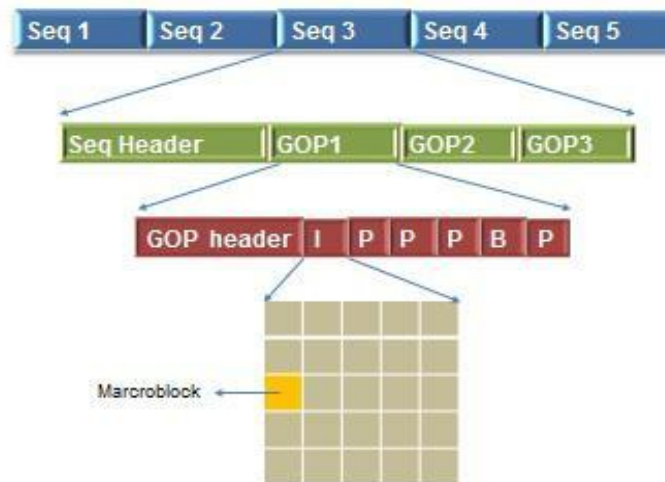 Seq 1 Seq 2 Seq 3 Seq 4 Seq 5
Seq Header GOP1 GOP2 GOP3
GOP header I P P P B P
Marcroblock